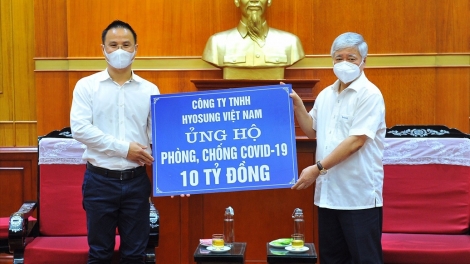 CÔNG TY TNHH
HYOSUNG VIỆT NAM
ỦNG HỘ
PHÒNG, CHỐNG COVID-19
10 TỶ ĐỒNG